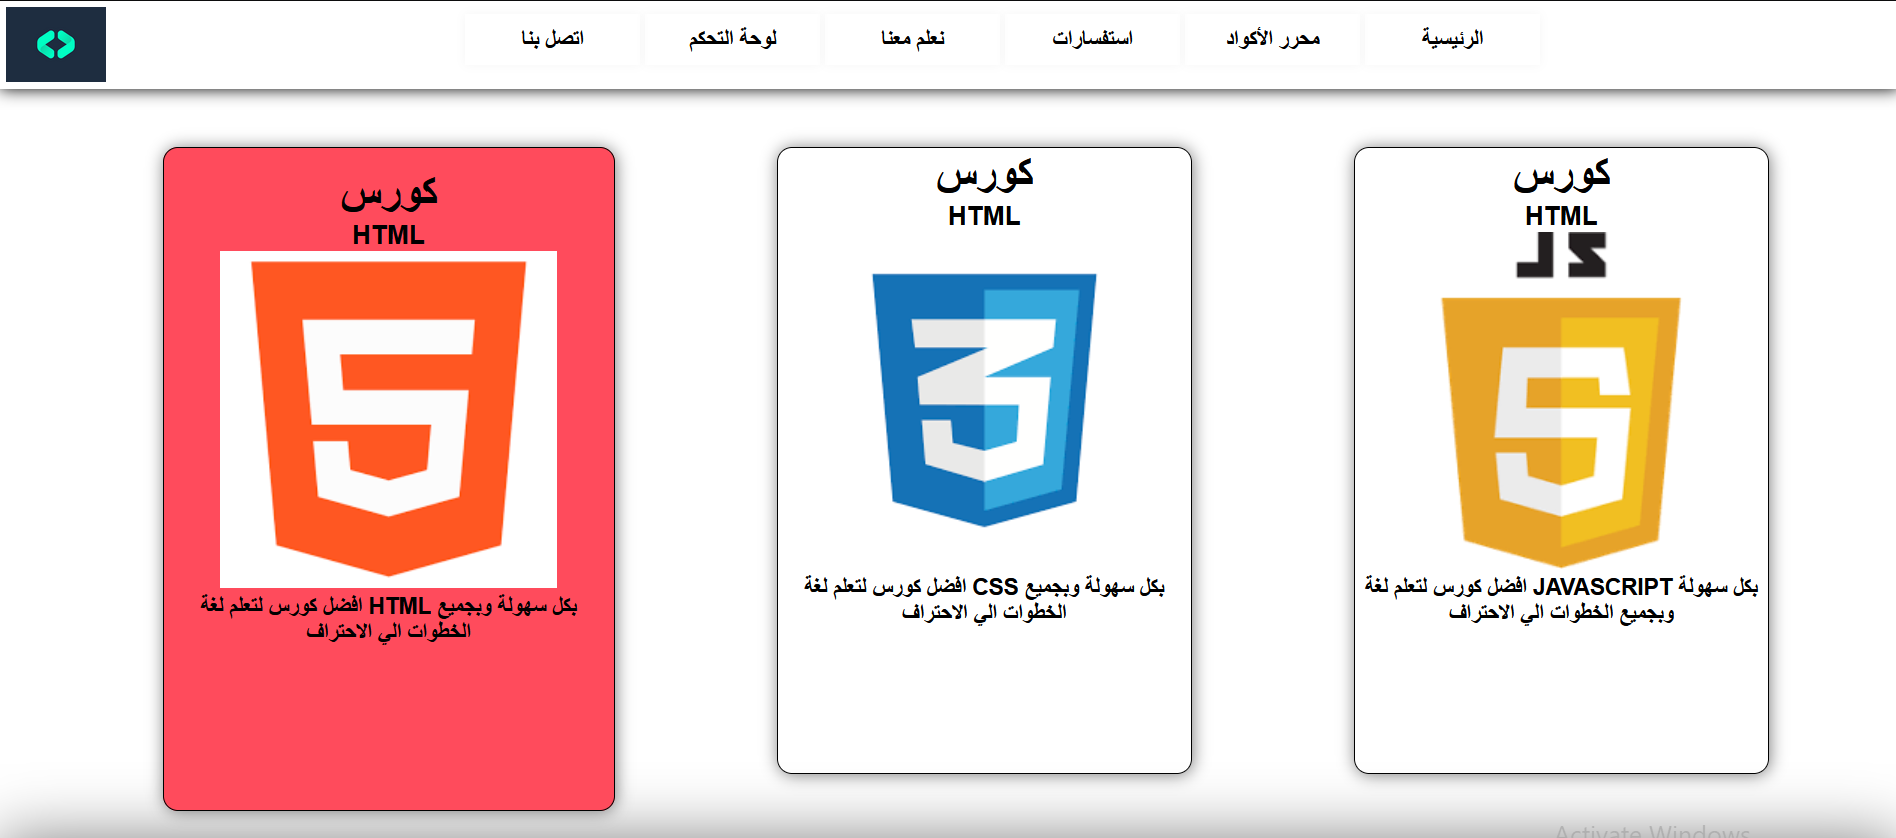 الرئيسية
محرر الأكواد
استفسارات
نعلم معنا
لوحة التحكم
اتصل بنا
كورس
HTML
JS
بكل سهولة JAVASCRIPT افضل كورس لتعلم لغة
وبجميع الخطوات الي الاحتراف
كورس
HTML
بكل سهولة وبجميع CSS افضل كورس لتعلم لغة
الخطوات الي الاحتراف
كورس
HTML
بكل سهولة وبجميع HTML افضل كورس لتعلم لغة
الخطوات الي الاحتراف
Activate Windows